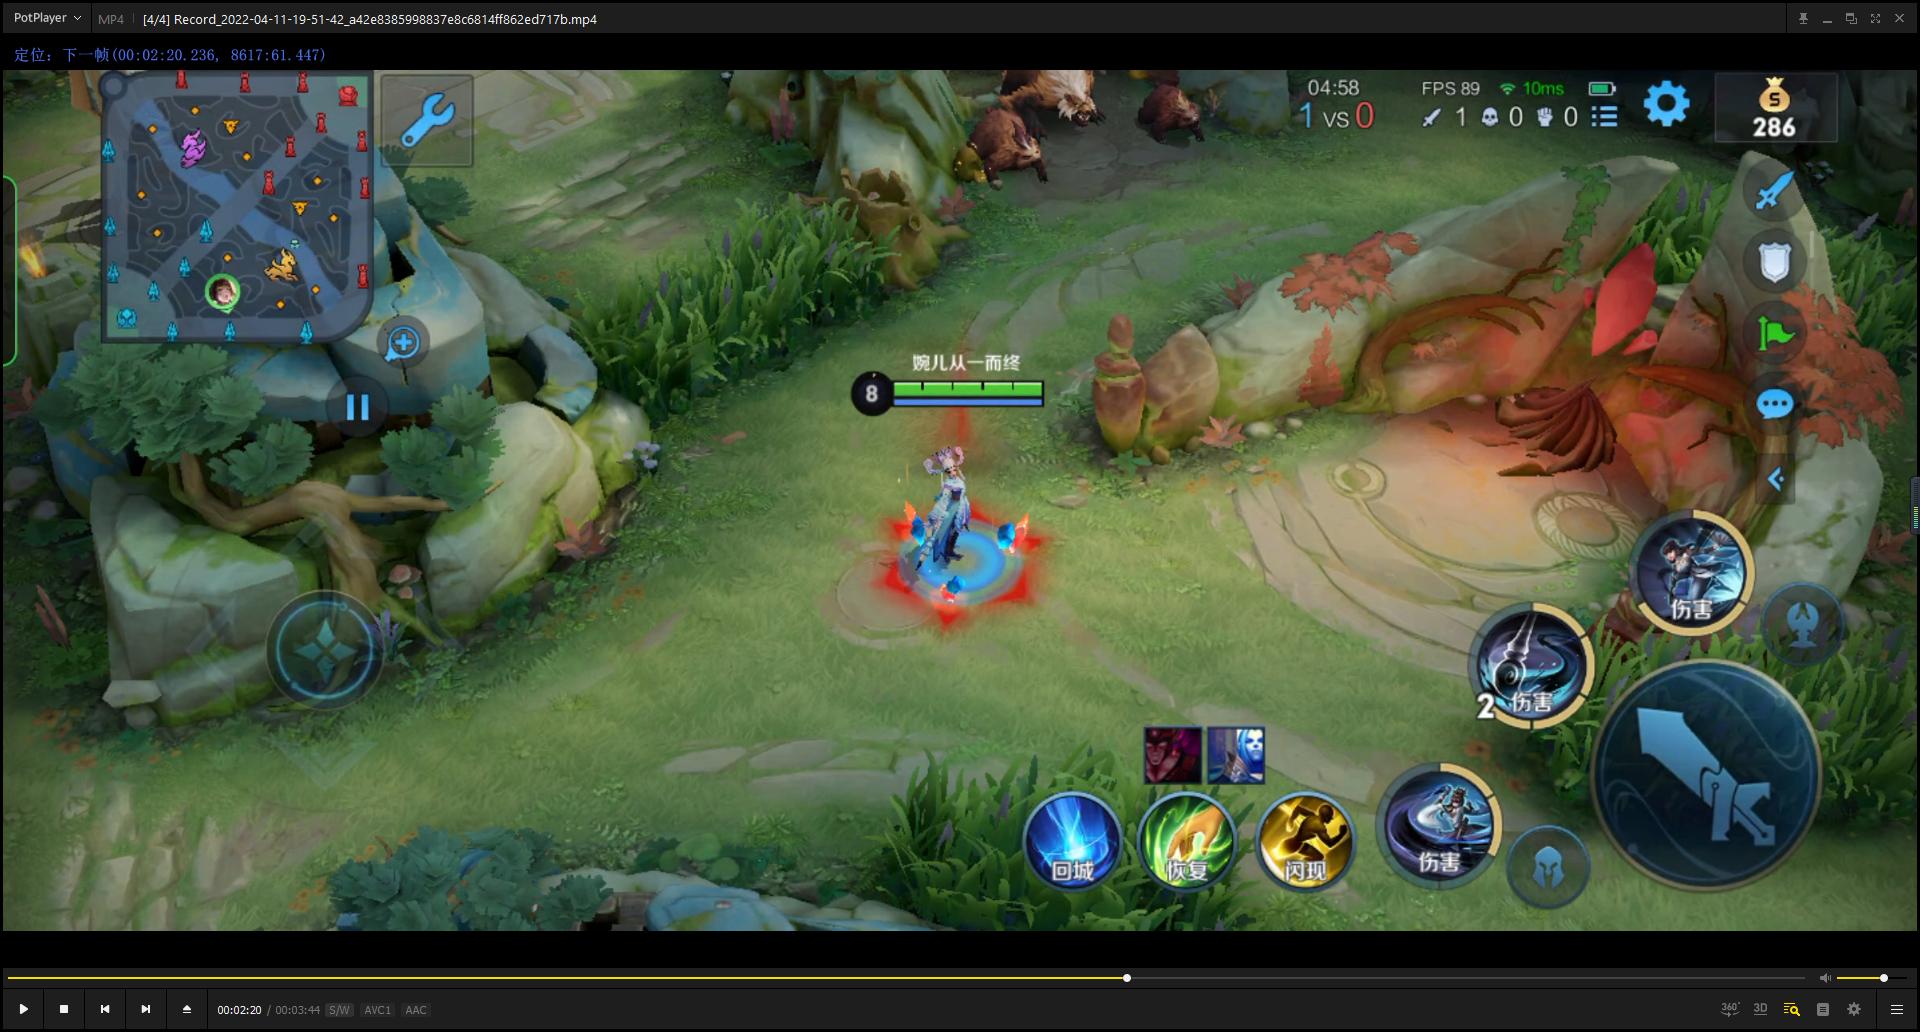 PotPlayer MP4 [4/4] Record_2022-04-11-19-51-42_a42e8385998837e8c6814ff862ed717b.mp4
定位: 下一帧(00:02:20.236, 8617:61.447)
04:58 FPS 89 10ms
1 VS 0 1 0 0
S
286
婉儿从一而终
8
伤害
2 伤害
伤害
回城 恢复 闪现
00:02:20 / 00:03:44 S/W AVC1 AAC
360° 3D